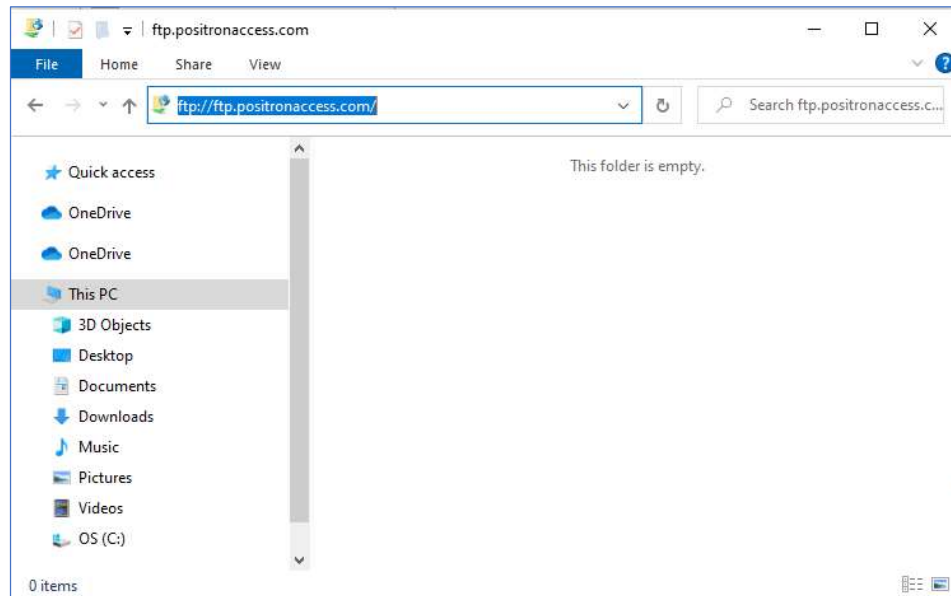 ftp.positronaccess.com
File Home Share View
ftp://ftp.positronaccess.com/ Search ftp.positronaccess.c...
This folder is empty.
Quick access
OneDrive
OneDrive
This PC
3D Objects
Desktop
Documents
Downloads
Music
Pictures
Videos
OS (C:)
0 items